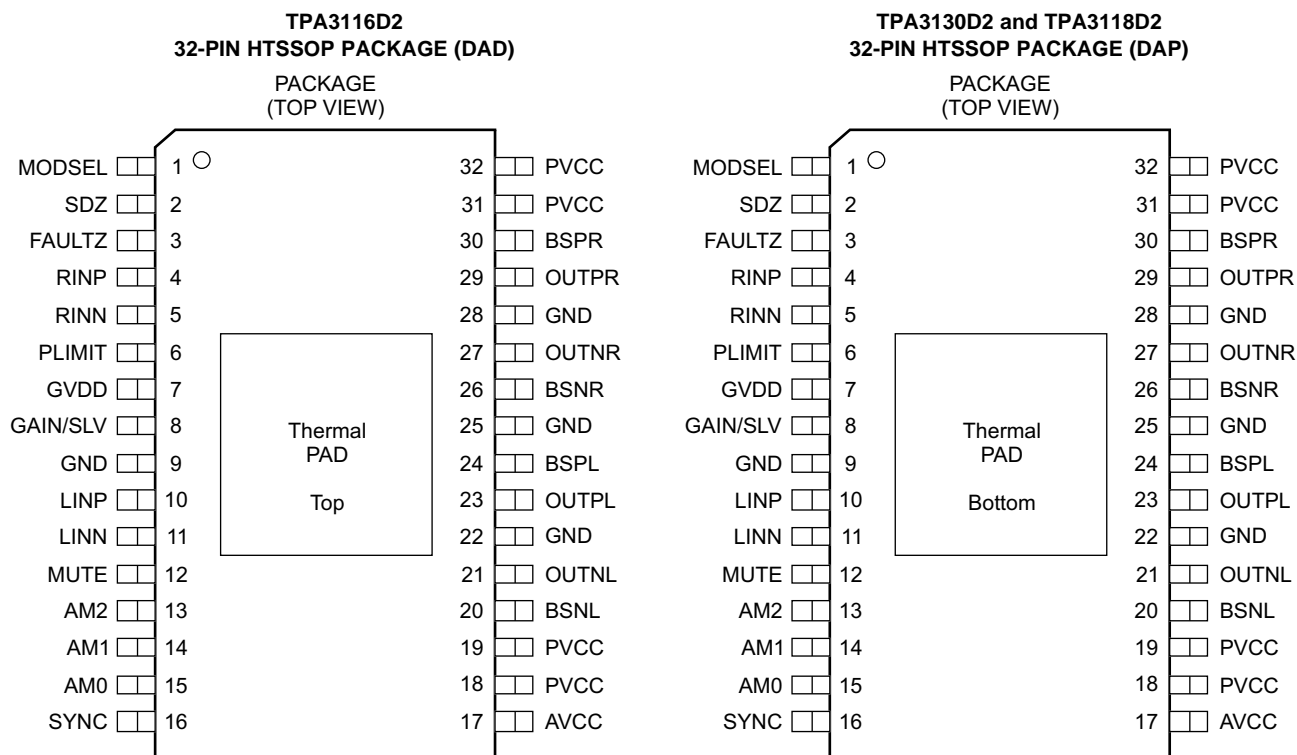 TPA3116D2
32-PIN HTSSOP PACKAGE (DAD)
PACKAGE
(TOP VIEW)
MODSEL 1 32 PVCC
SDZ 2 31 PVCC
FAULTZ 3 30 BSPR
RINP 4 29 OUTPR
RINN 5 28 GND
PLIMIT 6 27 OUTNR
GVDD 7 26 BSNR
GAIN/SLV 8 25 GND
GND 9 24 BSPL
LINP 10 23 OUTPL
LINN 11 22 GND
MUTE 12 21 OUTNL
AM2 13 20 BSNL
AM1 14 19 PVCC
AM0 15 18 PVCC
SYNC 16 17 AVCC
Thermal
PAD
Top
TPA3130D2 and TPA3118D2
32-PIN HTSSOP PACKAGE (DAP)
PACKAGE
(TOP VIEW)
MODSEL 1 32 PVCC
SDZ 2 31 PVCC
FAULTZ 3 30 BSPR
RINP 4 29 OUTPR
RINN 5 28 GND
PLIMIT 6 27 OUTNR
GVDD 7 26 BSNR
GAIN/SLV 8 25 GND
GND 9 24 BSPL
LINP 10 23 OUTPL
LINN 11 22 GND
MUTE 12 21 OUTNL
AM2 13 20 BSNL
AM1 14 19 PVCC
AM0 15 18 PVCC
SYNC 16 17 AVCC
Thermal
PAD
Bottom